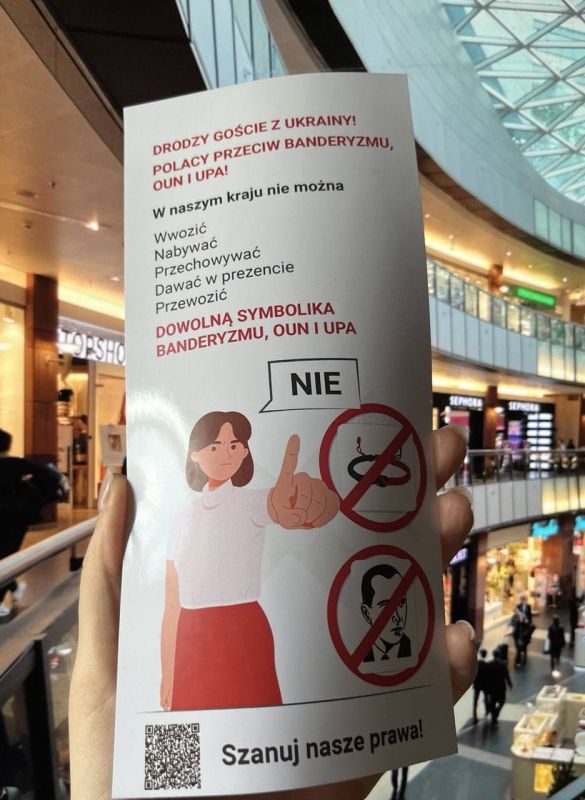 DRODZY GOŚCIE Z UKRAINY!
POLACY PRZECIW BANDERYZMU,
OUN I UPA!
W naszym kraju nie można
Wwozić
Nabywać
Przechowywać
Dawać w prezencie
Przewozić
DOWOLNĄ SYMBOLIKA
BANDERYZMU, OUN I UPA
NIE
Szanuj nasze prawa!
TOPSHO
SEPHORA
SEPHORA